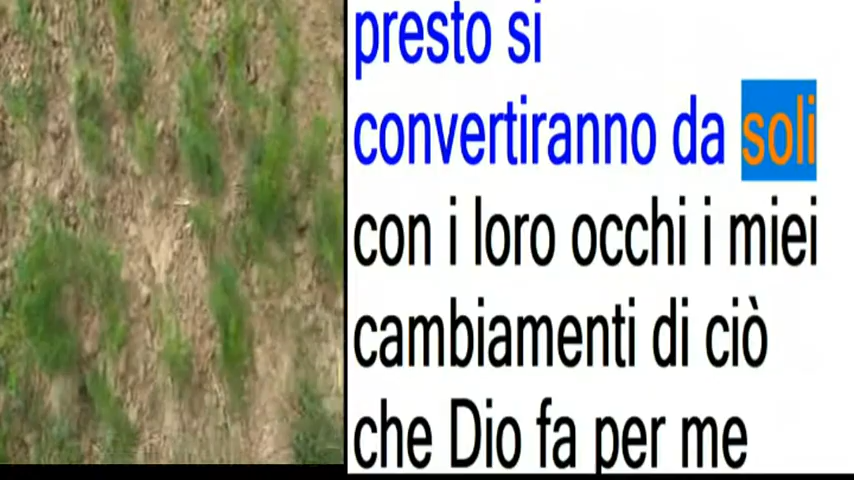 presto si
convertiranno da soli
con i loro occhi i miei
cambiamenti di ciò
che Dio fa per me